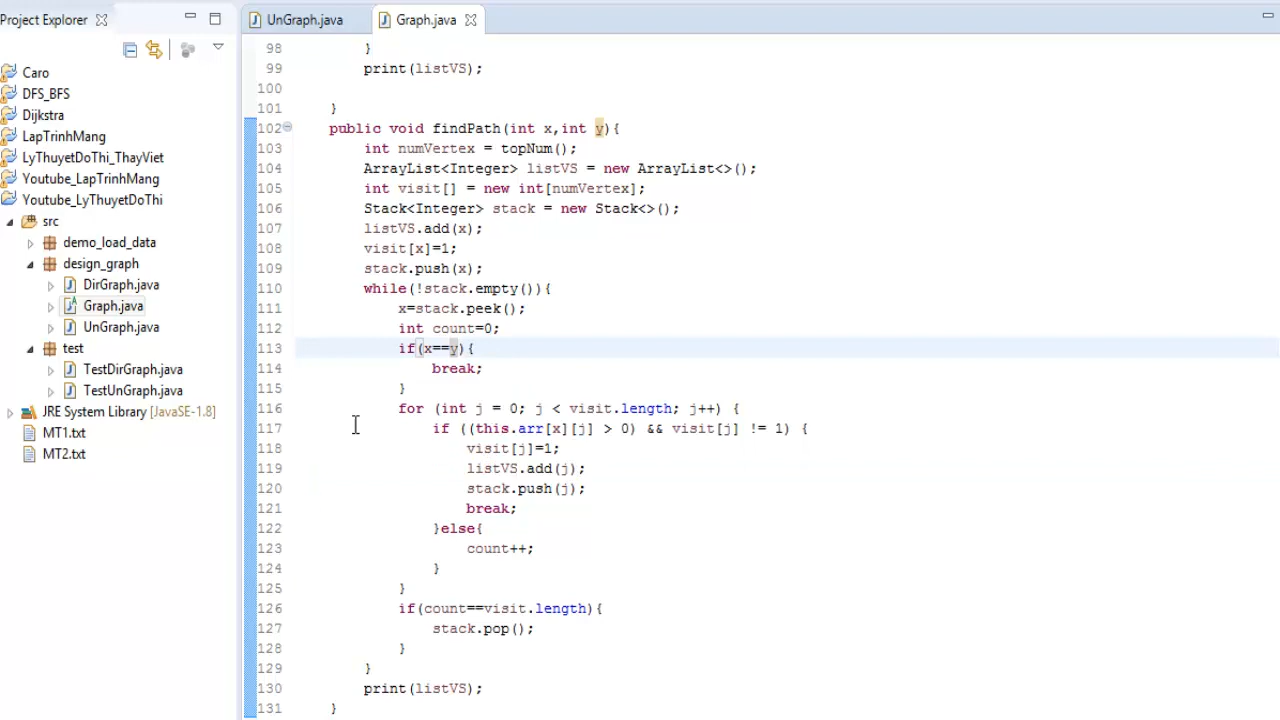 Project Explorer
UnGraph.java
Graph.java
Caro
DFS_BFS
Dijkstra
LapTrinhMang
LyThuyetDoThi_ThayViet
Youtube_LapTrinhMang
Youtube_LyThuyetDoThi
src
demo_load_data
design_graph
DirGraph.java
Graph.java
UnGraph.java
test
TestDirGraph.java
TestUnGraph.java
JRE System Library [JavaSE-1.8]
MT1.txt
MT2.txt
98 }
99 print(listVS);
100
101 }
102 public void findPath(int x,int y){
103 int numVertex = topNum();
104 ArrayList<Integer> listVS = new ArrayList<>();
105 int visit[] = new int[numVertex];
106 Stack<Integer> stack = new Stack<>();
107 listVS.add(x);
108 visit[x]=1;
109 stack.push(x);
110 while(!stack.empty()){
111 x=stack.peek();
112 int count=0;
113 if(x==y){
114 break;
115 }
116 for (int j = 0; j < visit.length; j++) {
117 if ((this.arr[x][j] > 0) && visit[j] != 1) {
118 visit[j]=1;
119 listVS.add(j);
120 stack.push(j);
121 break;
122 }else{
123 count++;
124 }
125 }
126 if(count==visit.length){
127 stack.pop();
128 }
129 }
130 print(listVS);
131 }